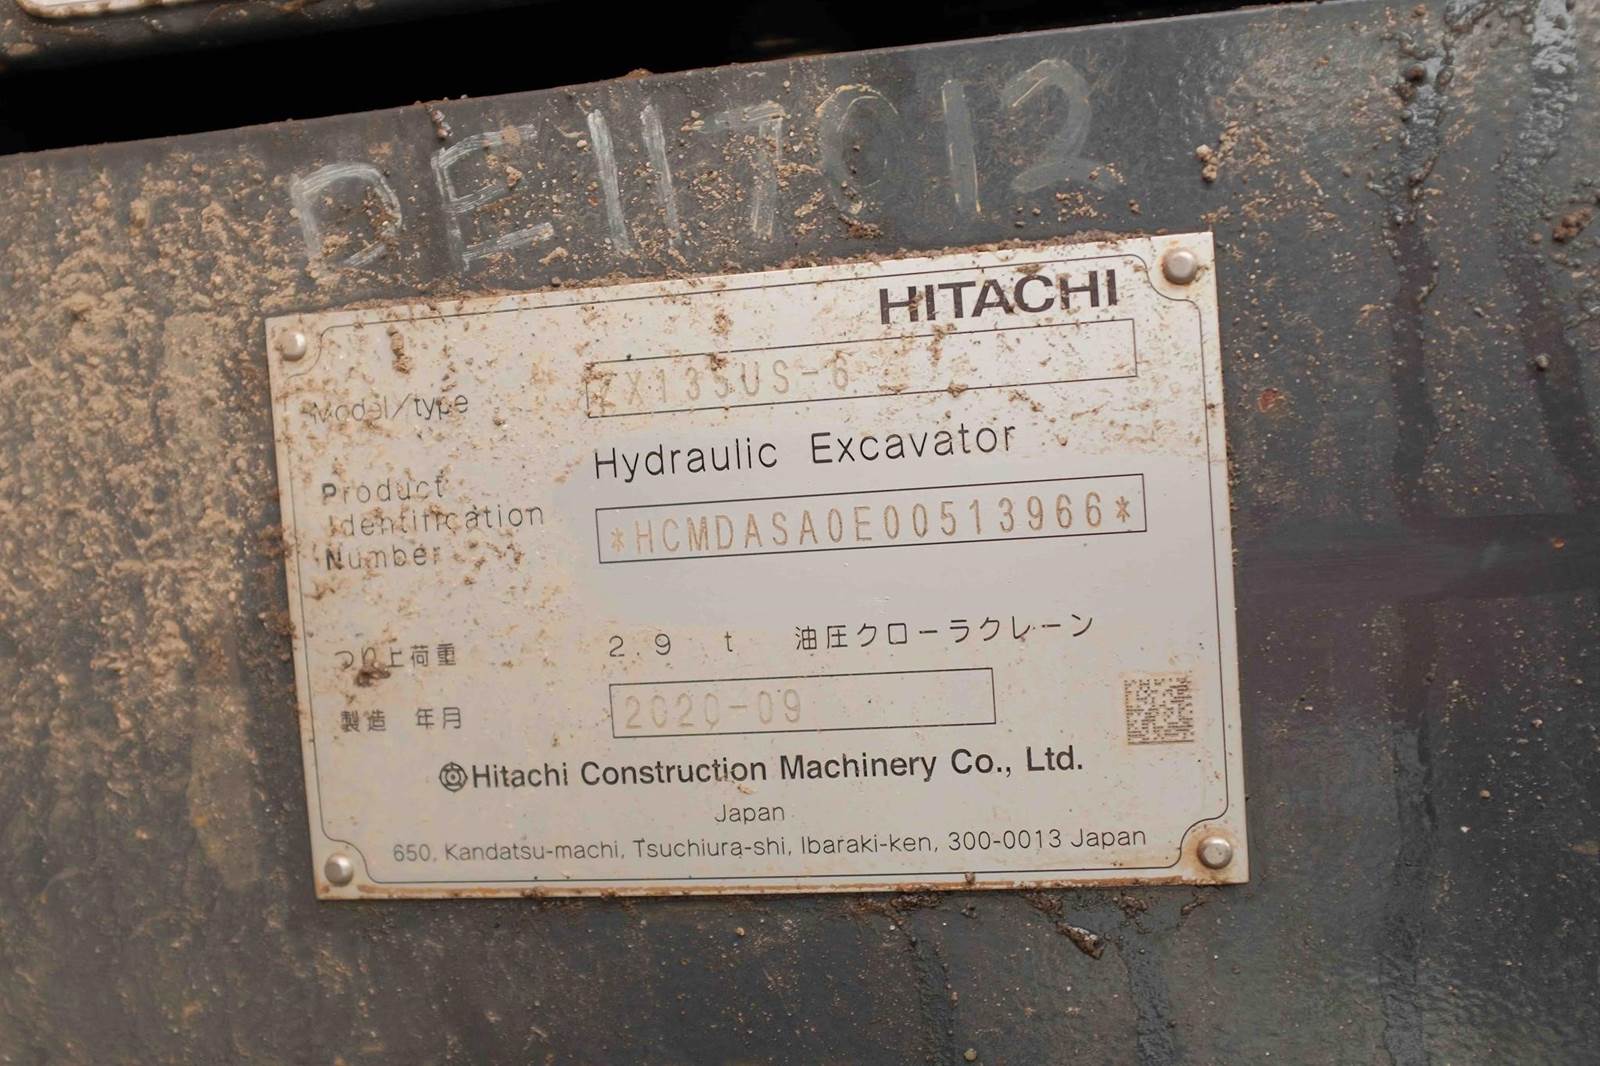 DE117012
HITACHI
Model/type ZX135US-6
Hydraulic Excavator
Product
Identification
Number
*HCMDASA0E00513966*
つり上荷重 2.9 t 油圧クローラクレーン
製造 年月 2020-09
Hitachi Construction Machinery Co., Ltd.
Japan
650, Kandatsu-machi, Tsuchiura-shi, Ibaraki-ken, 300-0013 Japan